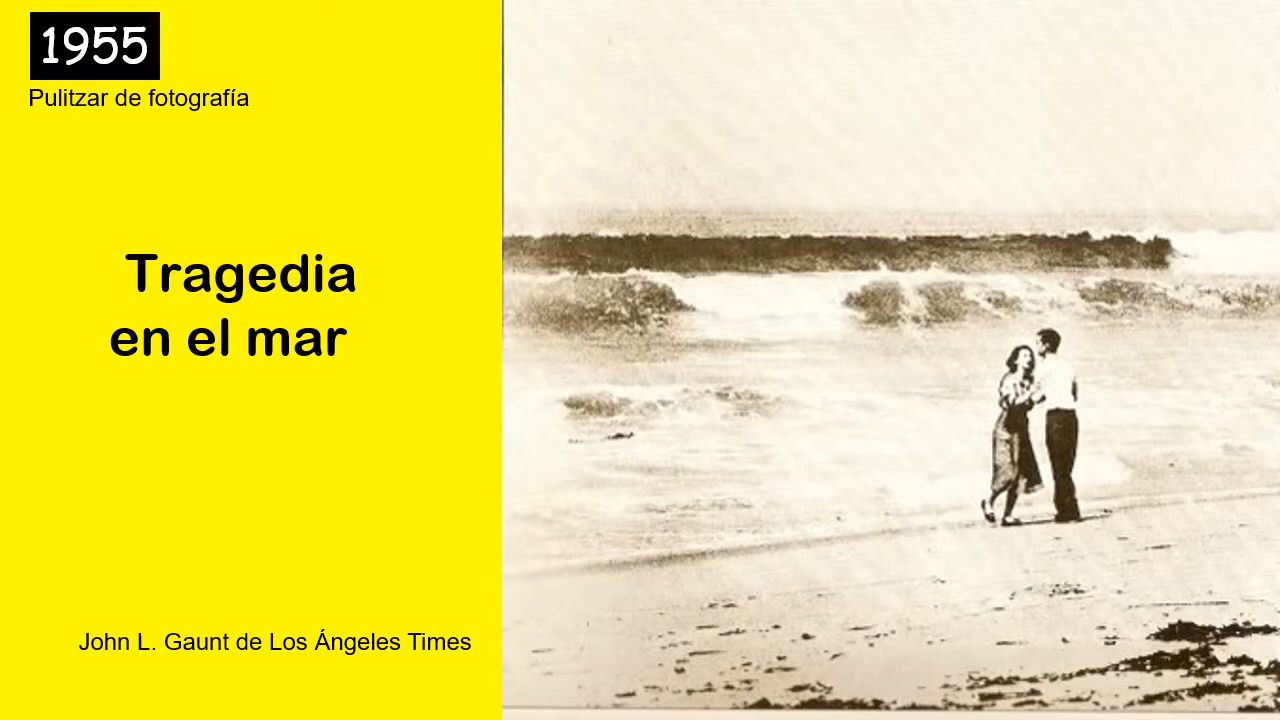 1955
Pulitzar de fotografía
Tragedia
en el mar
John L. Gaunt de Los Ángeles Times